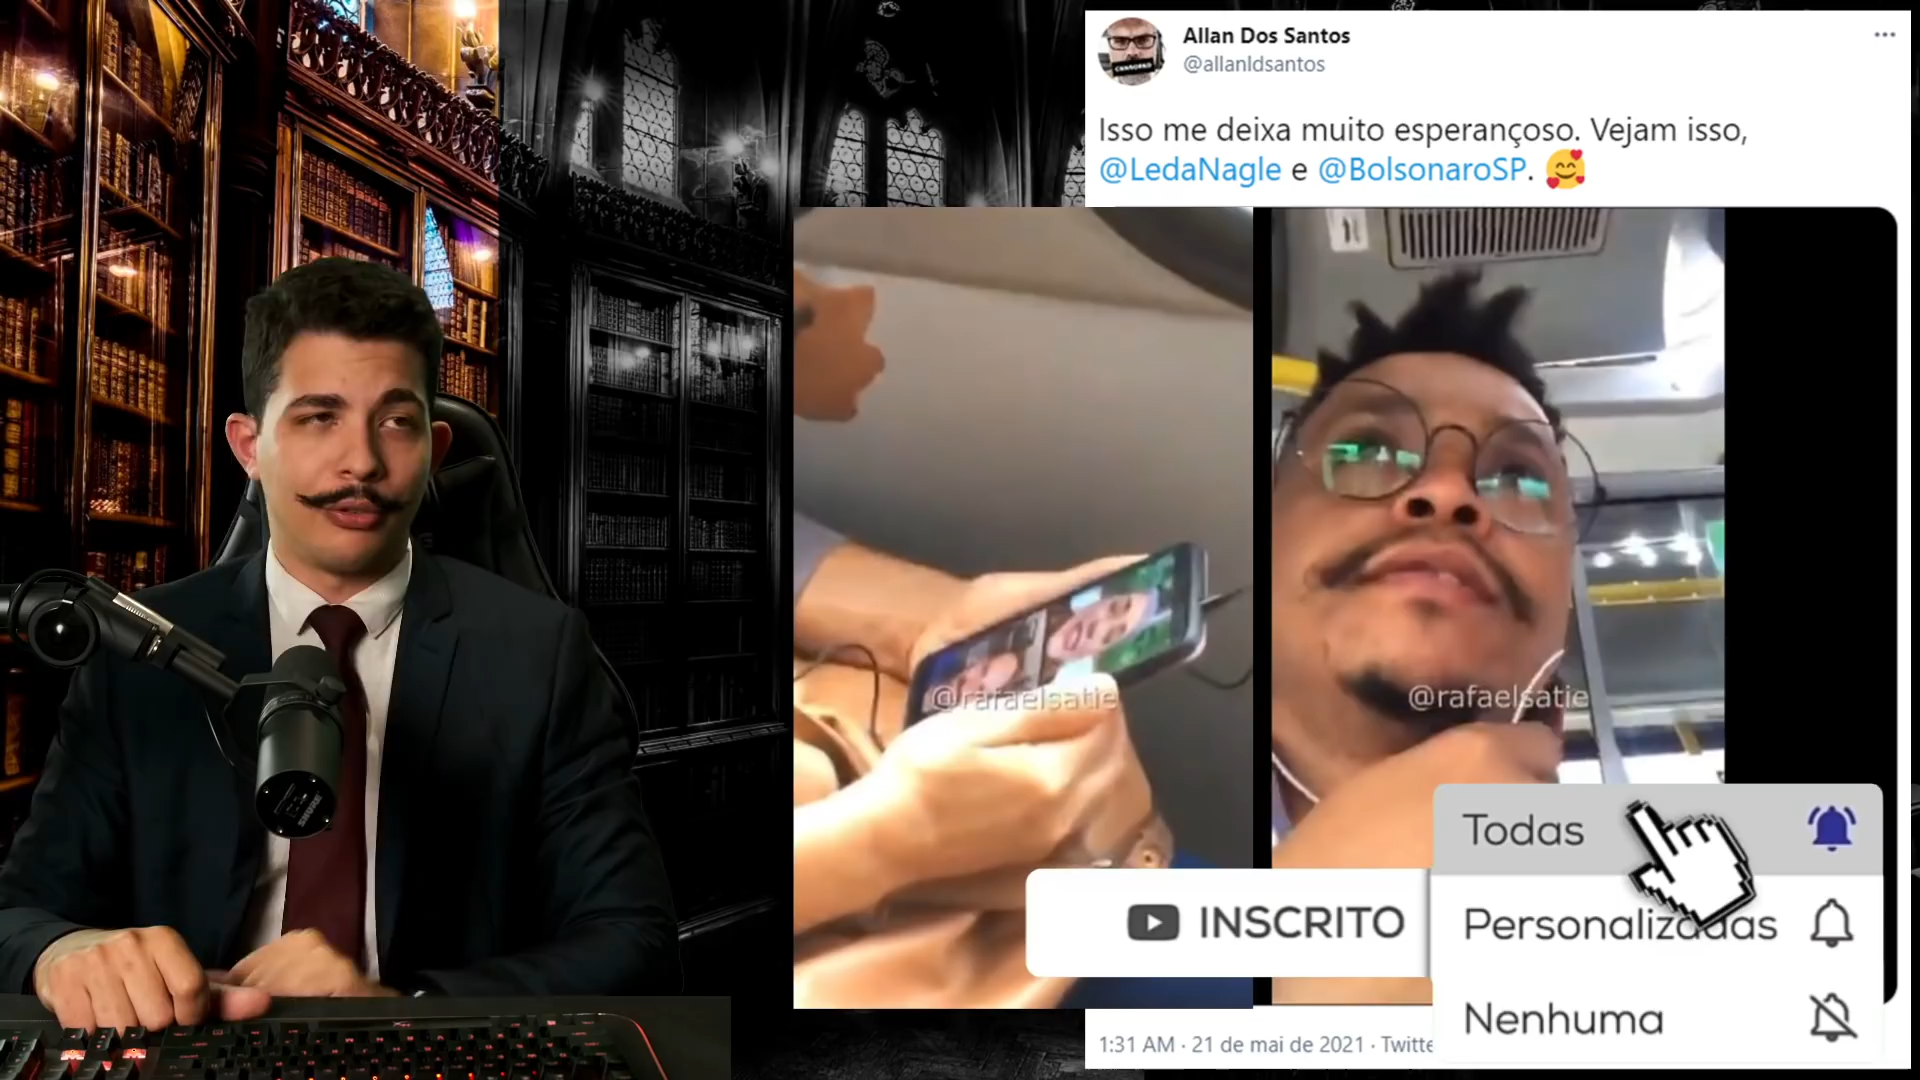 Allan Dos Santos
@allanldsantos
Isso me deixa muito esperançoso. Vejam isso,
@LedaNagle e @BolsonaroSP.
@rafaelsatie
@rafaelsatie
Todas
INSCRITO
Personalizadas
Nenhuma
1:31 AM · 21 de mai de 2021 · Twitte